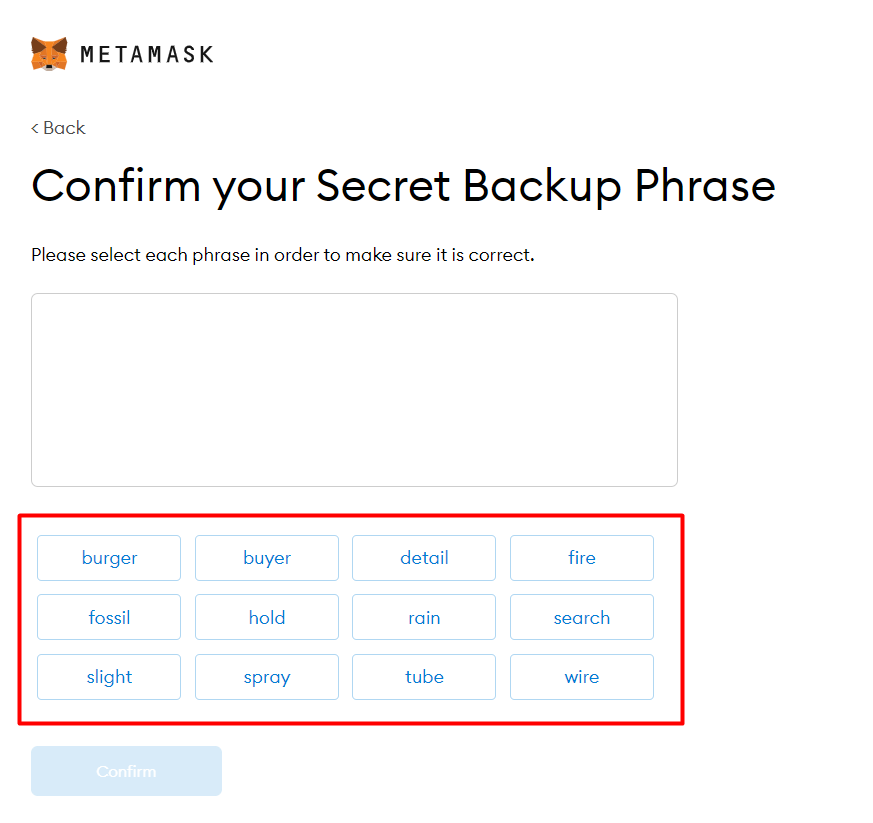 METAMASK
< Back
Confirm your Secret Backup Phrase
Please select each phrase in order to make sure it is correct.
burger buyer detail fire
fossil hold rain search
slight spray tube wire
Confirm